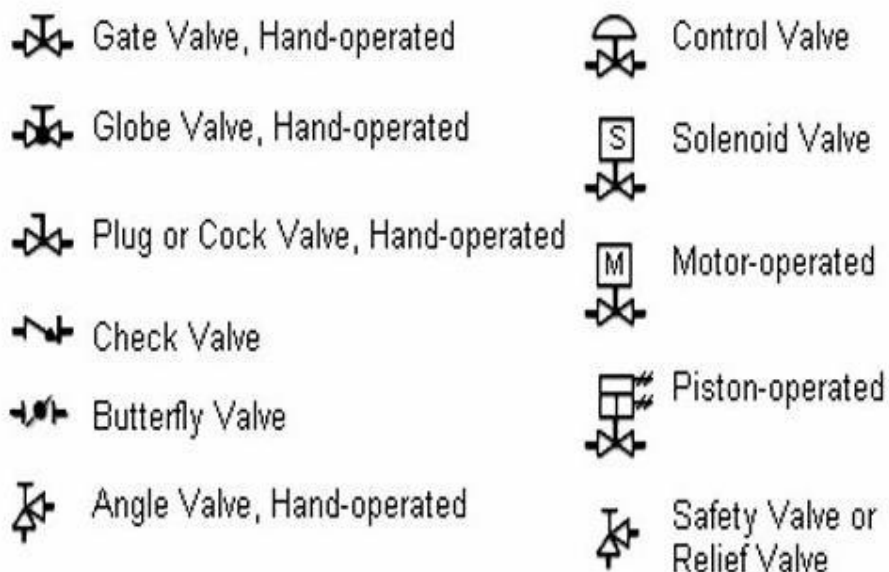 Gate Valve, Hand-operated
Globe Valve, Hand-operated
Plug or Cock Valve, Hand-operated
Check Valve
Butterfly Valve
Angle Valve, Hand-operated
Control Valve
S
Solenoid Valve
M
Motor-operated
Piston-operated
Safety Valve or
Relief Valve